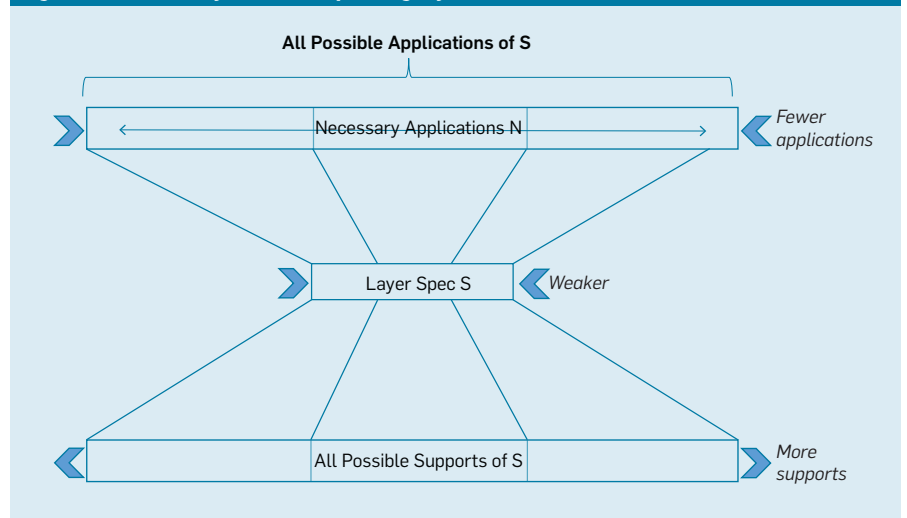 All Possible Applications of S
Necessary Applications N
Fewer
applications
Layer Spec S
Weaker
All Possible Supports of S
More
supports